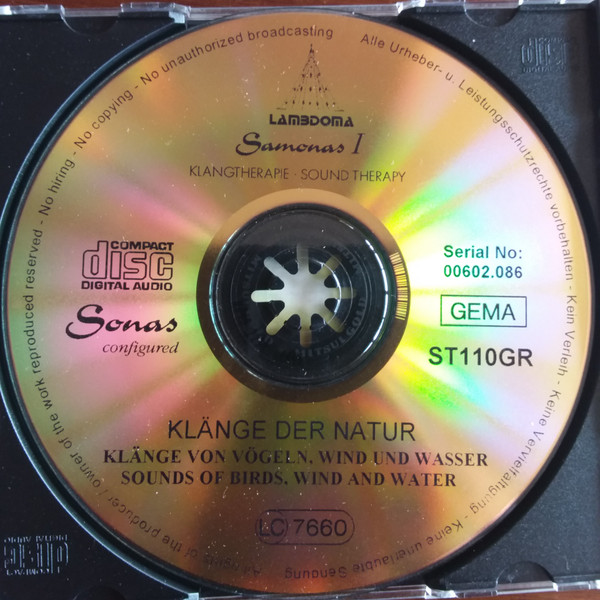 No hiring - No copying - No unauthorized broadcasting
Alle Urheber- u. Leistungsschutzrechte vorbehalten - Kein Verleih - Keine Vervielfältigung - Keine unerlaubte Sendung
of the producer / owner of the work reproduced reserved -
LAMBDOMA
Samonas I
KLANGTHERAPIE · SOUND THERAPY
COMPACT
disc
DIGITAL AUDIO
Sonas
configured
Serial No:
00602.086
GEMA
ST110GR
KLÄNGE DER NATUR
KLÄNGE VON VÖGELN, WIND UND WASSER
SOUNDS OF BIRDS, WIND AND WATER
LC 7660